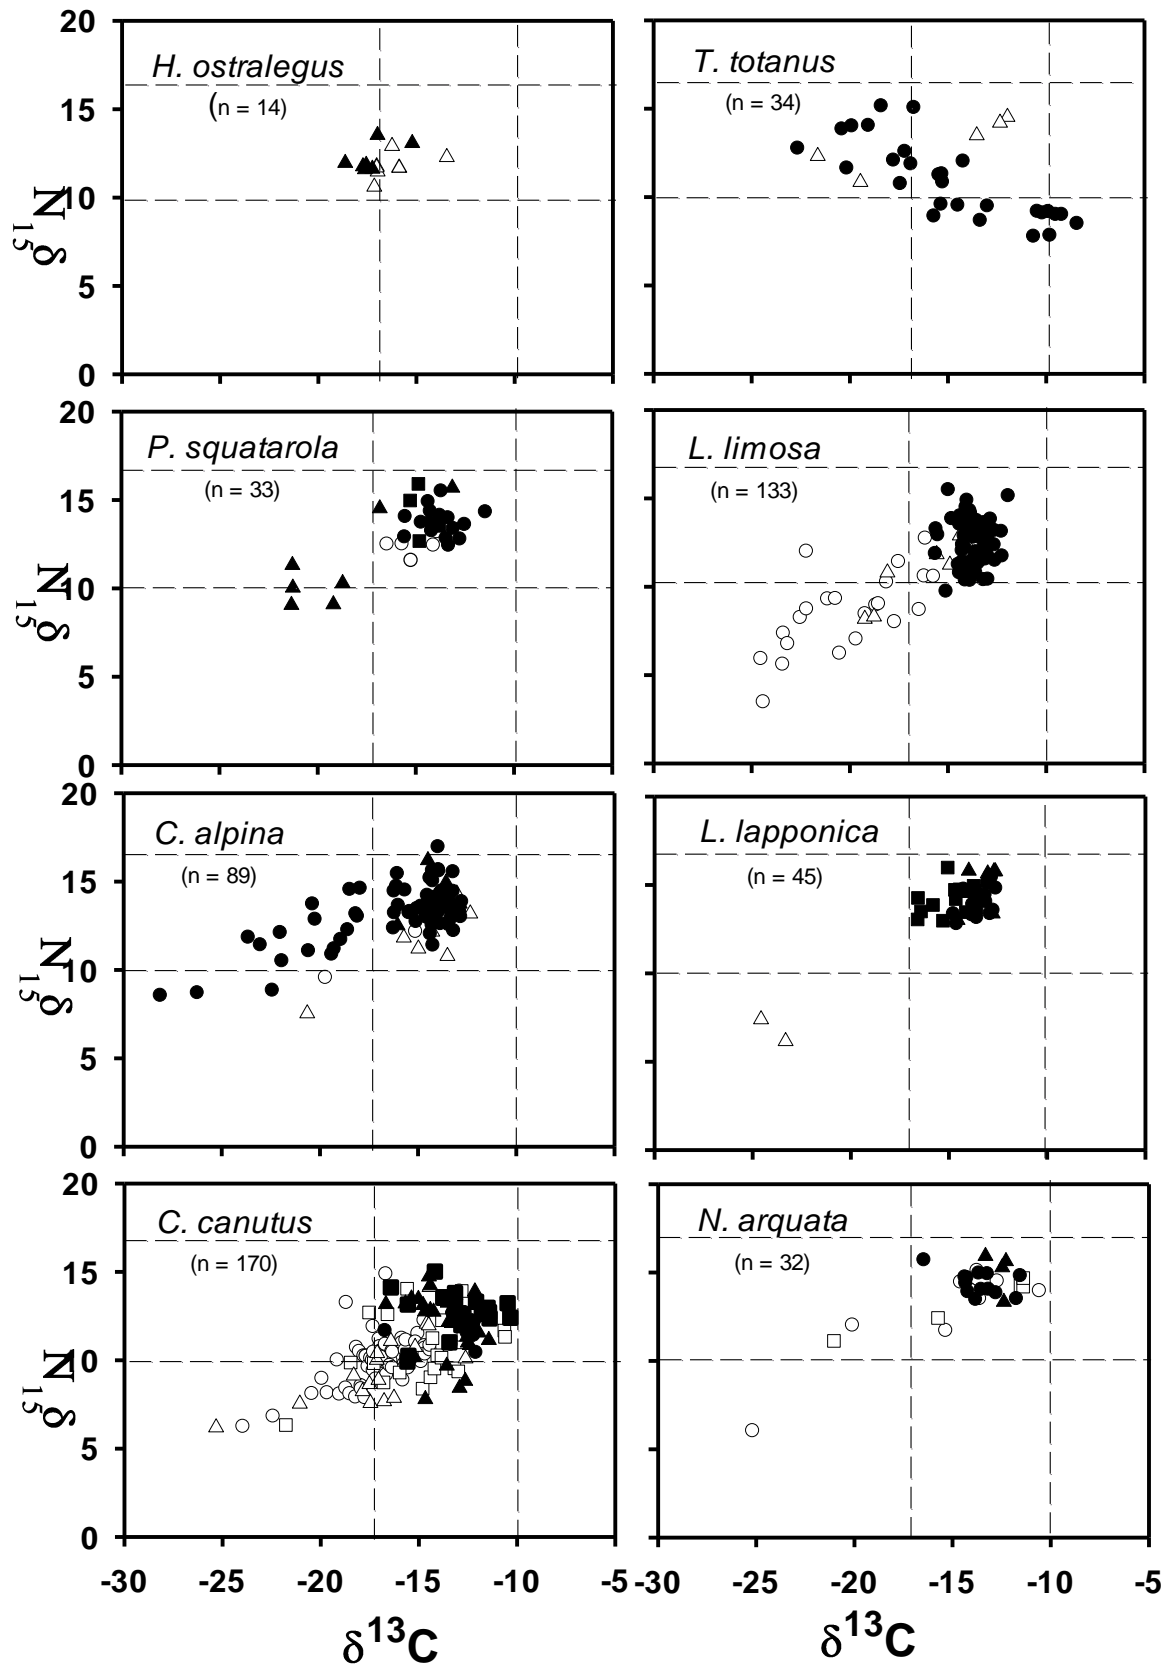 20
15
10
5
0
δ15N
H. ostralegus
(n = 14)
T. totanus
(n = 34)
20
15
10
5
0
δ15N
P. squatarola
(n = 33)
L. limosa
(n = 133)
20
15
10
5
0
δ15N
C. alpina
(n = 89)
L. lapponica
(n = 45)
20
15
10
5
0
δ15N
C. canutus
(n = 170)
N. arquata
(n = 32)
-30 -25 -20 -15 -10 -5
-30 -25 -20 -15 -10 -5
δ13C
δ13C